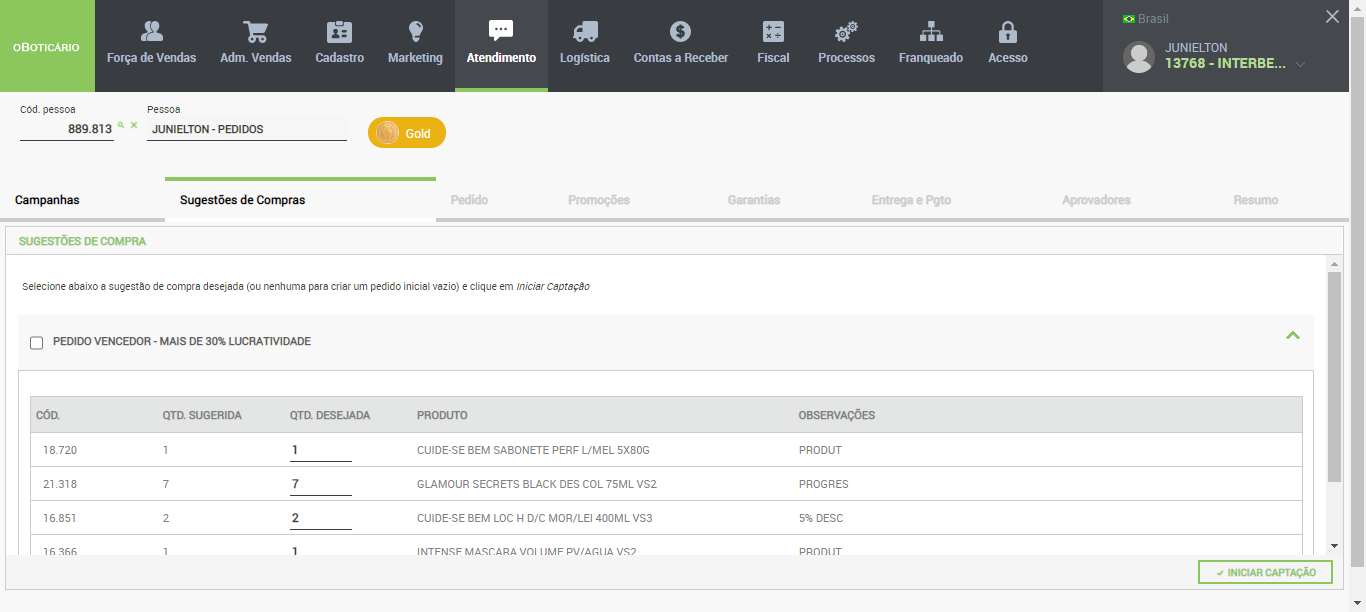 oBOTICÁRIO
Força de Vendas
Adm. Vendas
Cadastro
Marketing
Atendimento
Logística
Contas a Receber
Fiscal
Processos
Franqueado
Acesso
Brasil
JUNIELTON
13768 - INTERBE...
Cód. pessoa
Pessoa
889.813
JUNIELTON - PEDIDOS
Gold
Campanhas
Sugestões de Compras
Pedido
Promoções
Garantias
Entrega e Pgto
Aprovadores
Resumo
SUGESTÕES DE COMPRA
Selecione abaixo a sugestão de compra desejada (ou nenhuma para criar um pedido inicial vazio) e clique em Iniciar Captação
PEDIDO VENCEDOR - MAIS DE 30% LUCRATIVIDADE
CÓD. QTD. SUGERIDA QTD. DESEJADA PRODUTO OBSERVAÇÕES
18.720 1 1 CUIDE-SE BEM SABONETE PERF L/MEL 5X80G PRODUT
21.318 7 7 GLAMOUR SECRETS BLACK DES COL 75ML VS2 PROGRES
16.851 2 2 CUIDE-SE BEM LOC H D/C MOR/LEI 400ML VS3 5% DESC
16.366 1 1 INTENSE MASCARA VOLUME PV/AGUA VS2 PRODUT
INICIAR CAPTAÇÃO